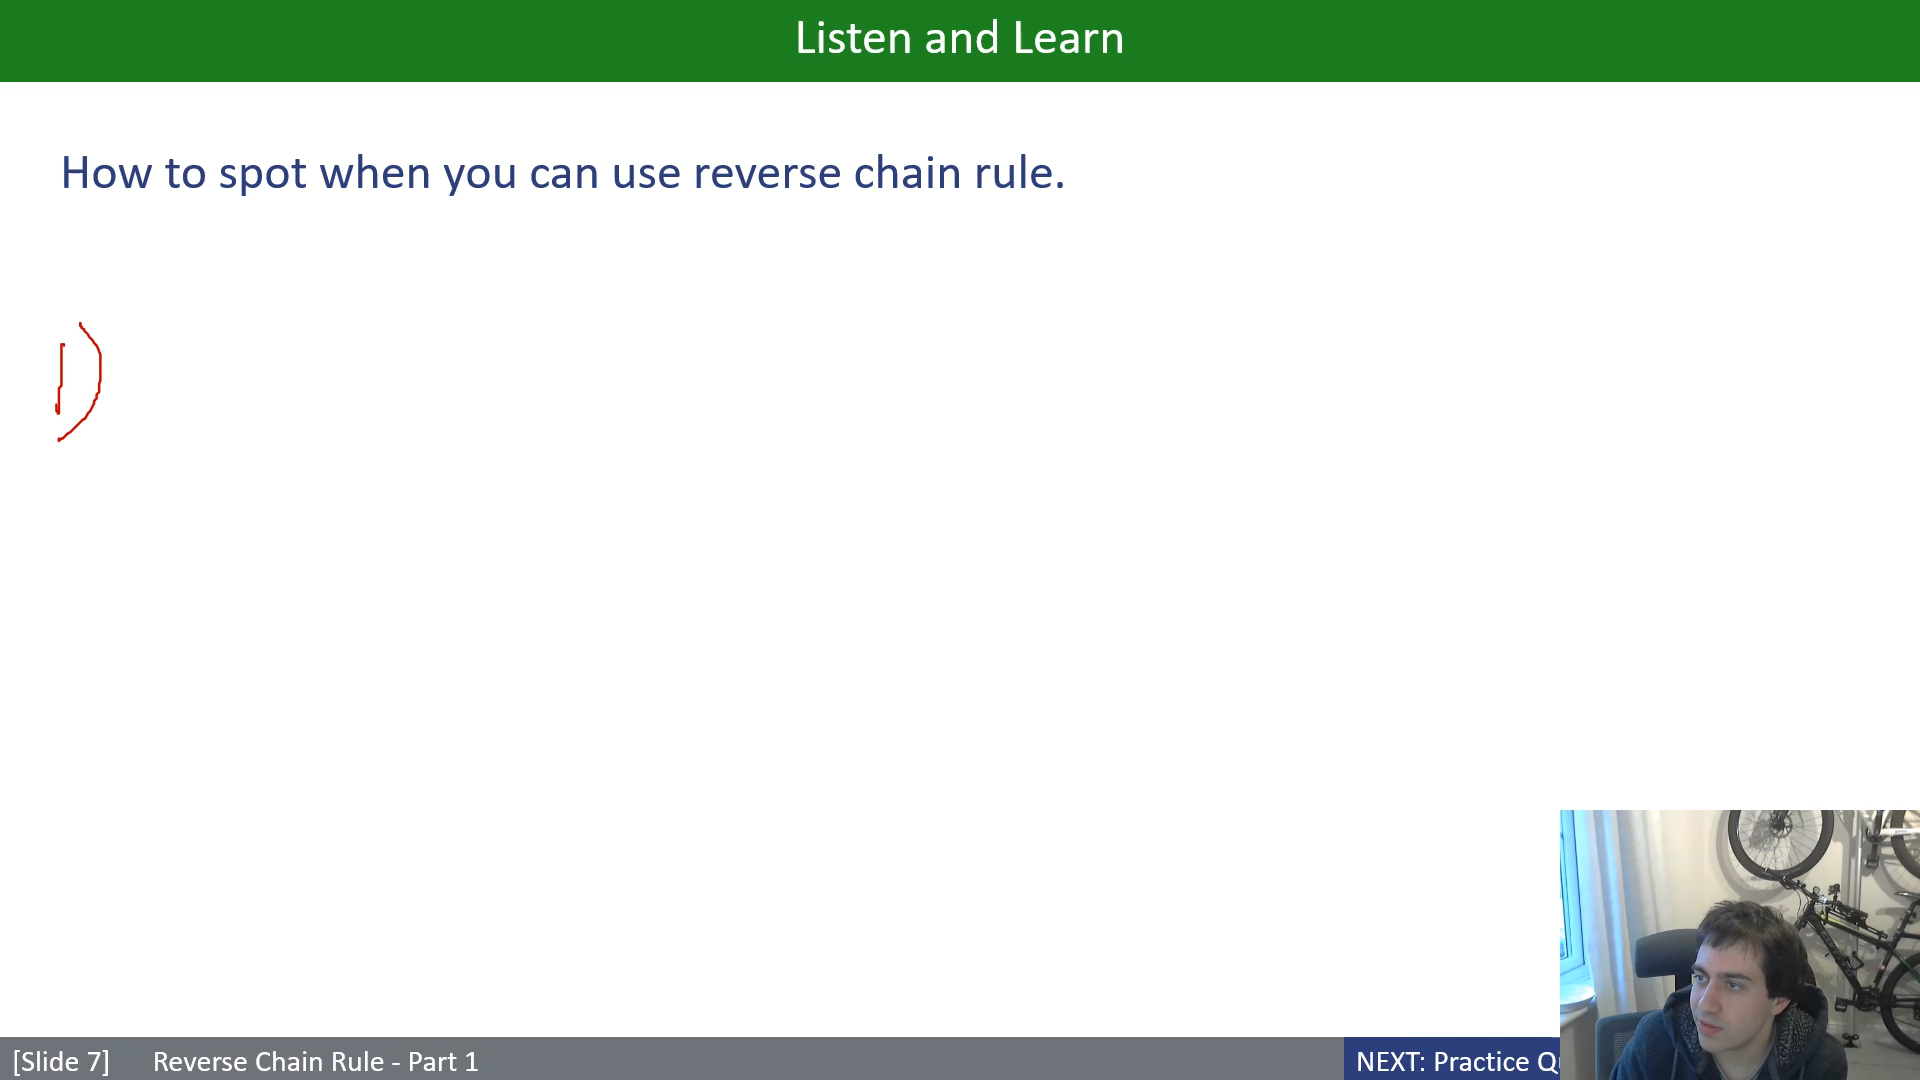 Listen and Learn
How to spot when you can use reverse chain rule.
1)
[Slide 7] Reverse Chain Rule - Part 1
NEXT: Practice